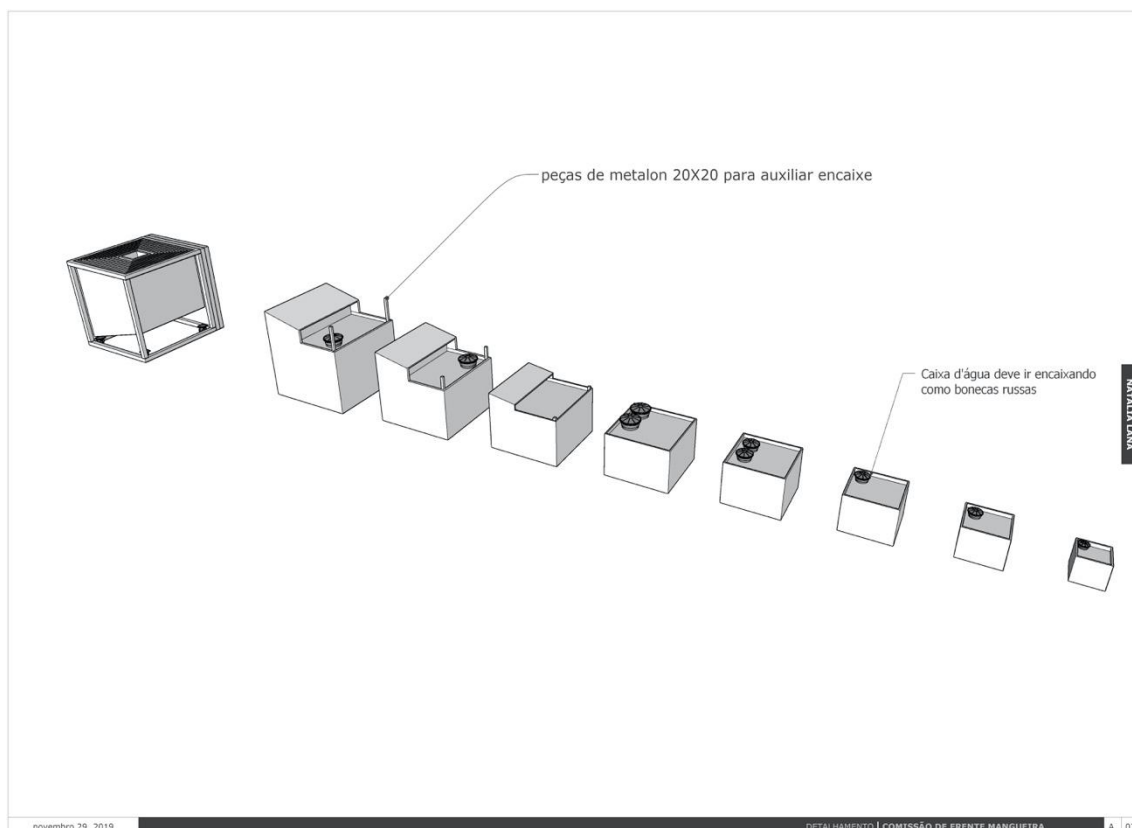 peças de metalon 20X20 para auxiliar encaixe
Caixa d'água deve ir encaixando
como bonecas russas
NATALIA LANA
novembro 29, 2019
DETALHAMENTO | COMISSÃO DE FRENTE MANGUEIRA
A